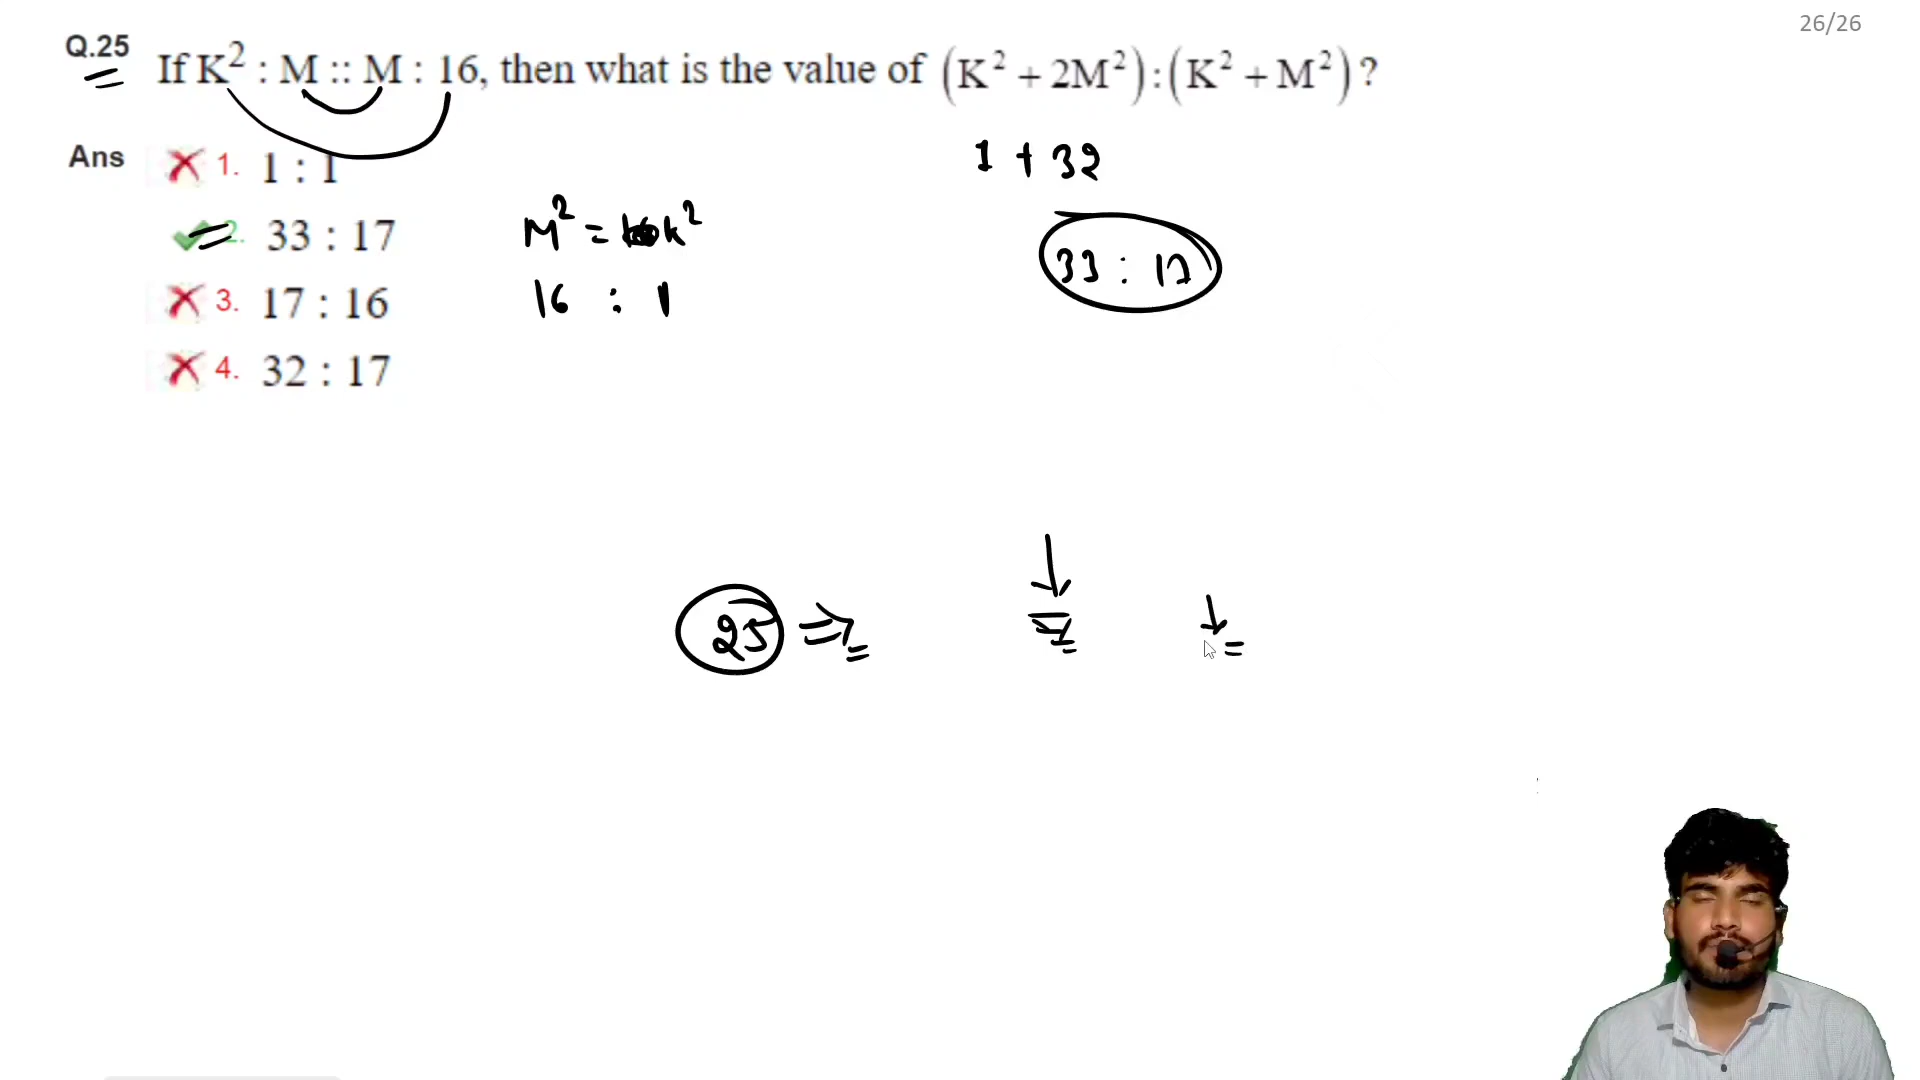 26/26
Q.25 If K² : M :: M : 16, then what is the value of (K² + 2M²) : (K² + M²) ?
Ans 1. 1 : 1
2. 33 : 17
3. 17 : 16
4. 32 : 17
1 + 32
M² = 16K²
16 : 1
33 : 17
25 ⇒